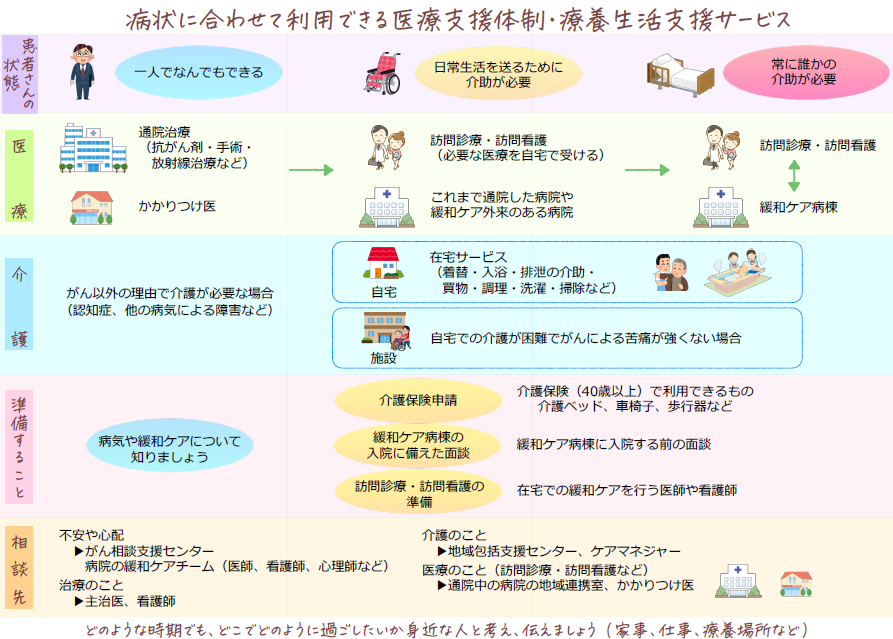 病状に合わせて利用できる医療支援体制・療養生活支援サービス
患者さんの
状態
一人でなんでもできる
日常生活を送るために
介助が必要
常に誰かの
介助が必要
医療
通院治療
（抗がん剤・手術・
放射線治療など）
かかりつけ医
訪問診療・訪問看護
（必要な医療を自宅で受ける）
これまで通院した病院や
緩和ケア外来のある病院
訪問診療・訪問看護
緩和ケア病棟
介護
がん以外の理由で介護が必要な場合
（認知症、他の病気による障害など）
自宅
在宅サービス
（着替・入浴・排泄の介助・
買物・調理・洗濯・掃除など）
施設
自宅での介護が困難でがんによる苦痛が強くない場合
準備すること
病気や緩和ケアについて
知りましょう
介護保険申請
介護保険（40歳以上）で利用できるもの
介護ベッド、車椅子、歩行器など
緩和ケア病棟の
入院に備えた面談
緩和ケア病棟に入院する前の面談
訪問診療・訪問看護の
準備
在宅での緩和ケアを行う医師や看護師
相談先
不安や心配
▶がん相談支援センター
病院の緩和ケアチーム（医師、看護師、心理師など）
治療のこと
▶主治医、看護師
介護のこと
▶地域包括支援センター、ケアマネジャー
医療のこと（訪問診療・訪問看護など）
▶通院中の病院の地域連携室、かかりつけ医
どのような時期でも、どこでどのように過ごしたいか身近な人と考え、伝えましょう（家事、仕事、療養場所など）